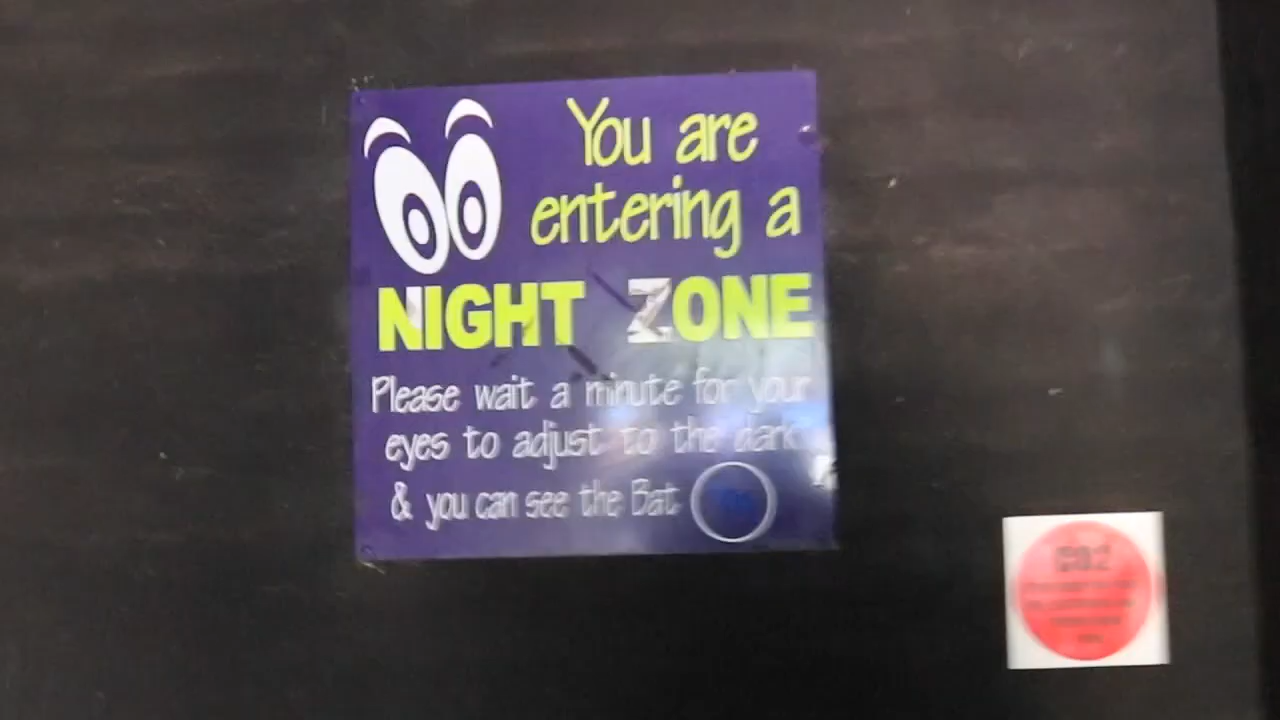 You are
entering a
NIGHT ZONE
Please wait a minute for your
eyes to adjust to the dark
& you can see the Bat